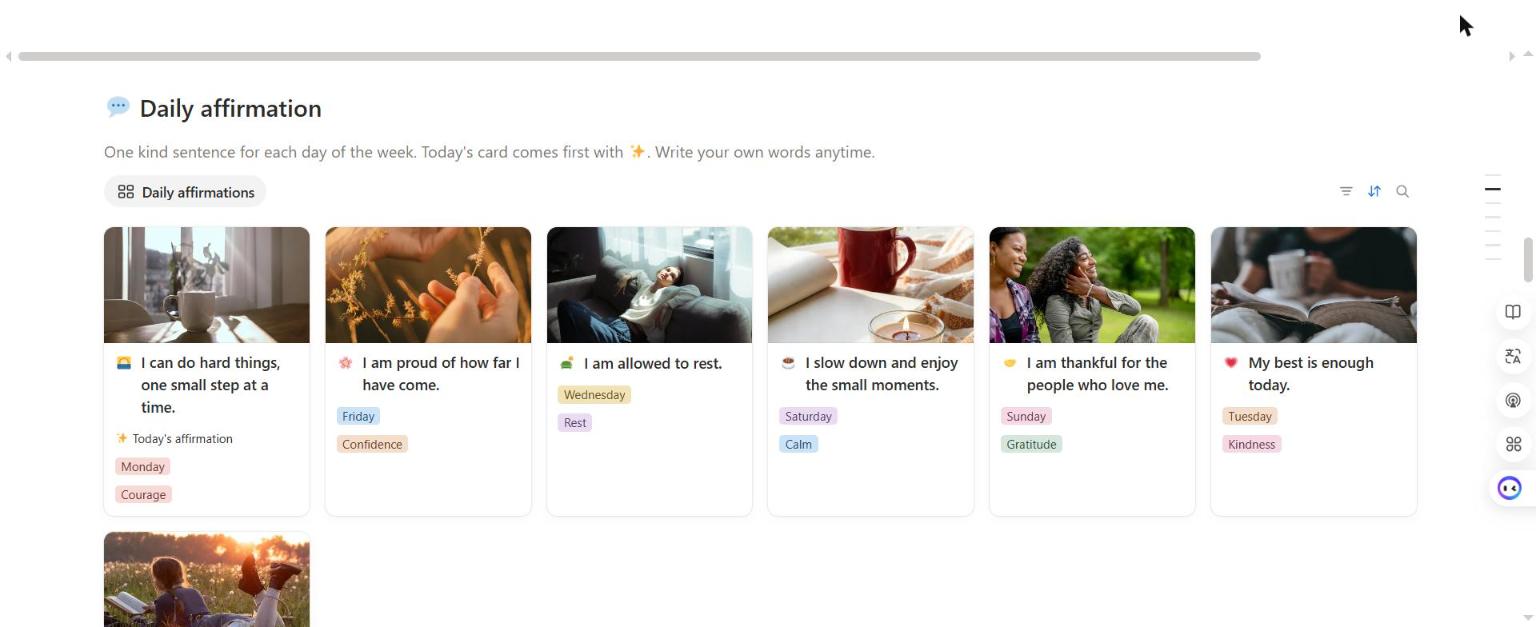 💬 Daily affirmation
One kind sentence for each day of the week. Today's card comes first with ✨. Write your own words anytime.
Daily affirmations
I can do hard things,
one small step at a
time.
✨ Today's affirmation
Monday
Courage
I am proud of how far I
have come.
Friday
Confidence
I am allowed to rest.
Wednesday
Rest
I slow down and enjoy
the small moments.
Saturday
Calm
I am thankful for the
people who love me.
Sunday
Gratitude
My best is enough
today.
Tuesday
Kindness